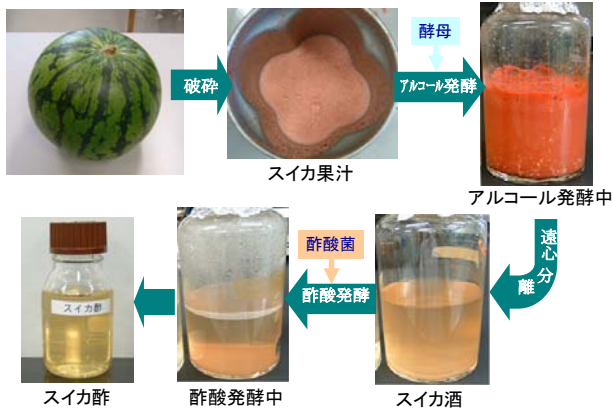 破砕
スイカ果汁
酵母
アルコール発酵
アルコール発酵中
遠心分離
スイカ酒
酢酸菌
酢酸発酵
酢酸発酵中
スイカ酢
スイカ酢